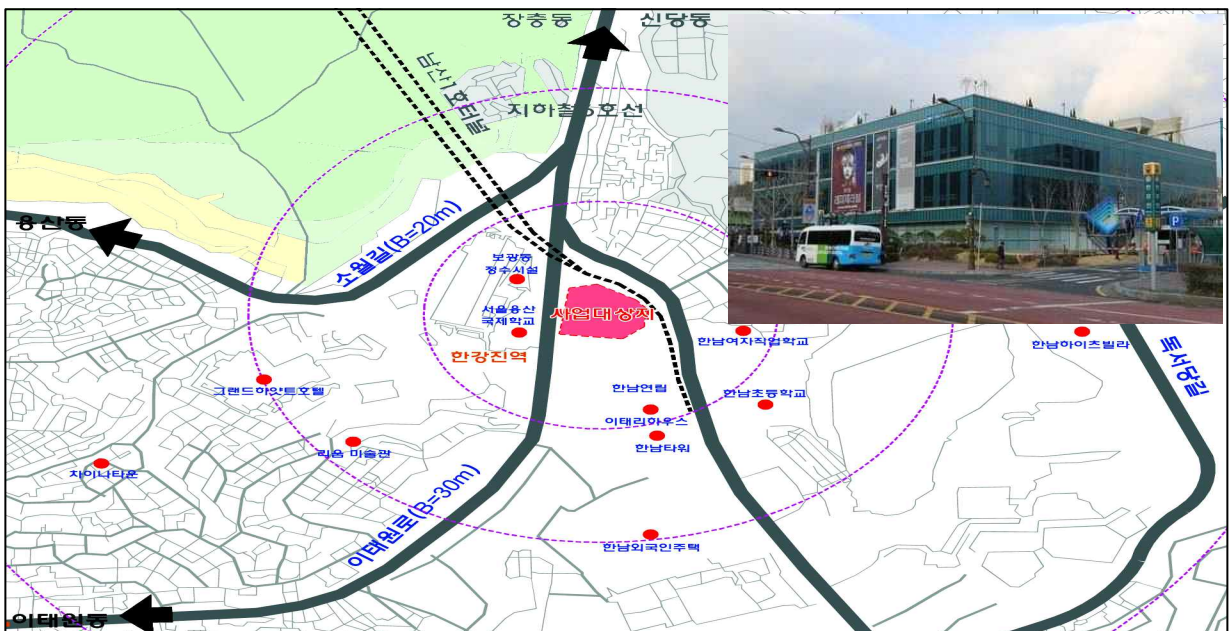 장충동
신당동
남산1호터널
지하철6호선
용산동
소월길(B=20m)
보광동
정수시설
서울용산
국제학교
사업대상지
한강진역
한남여자직업학교
한남하이츠빌라
독서당길
그랜드하얏트호텔
한남연립
한남초등학교
이태리하우스
한남타워
리움 미술관
차이나타운
이태원로(B=30m)
한남외국인주택
이태원동
P